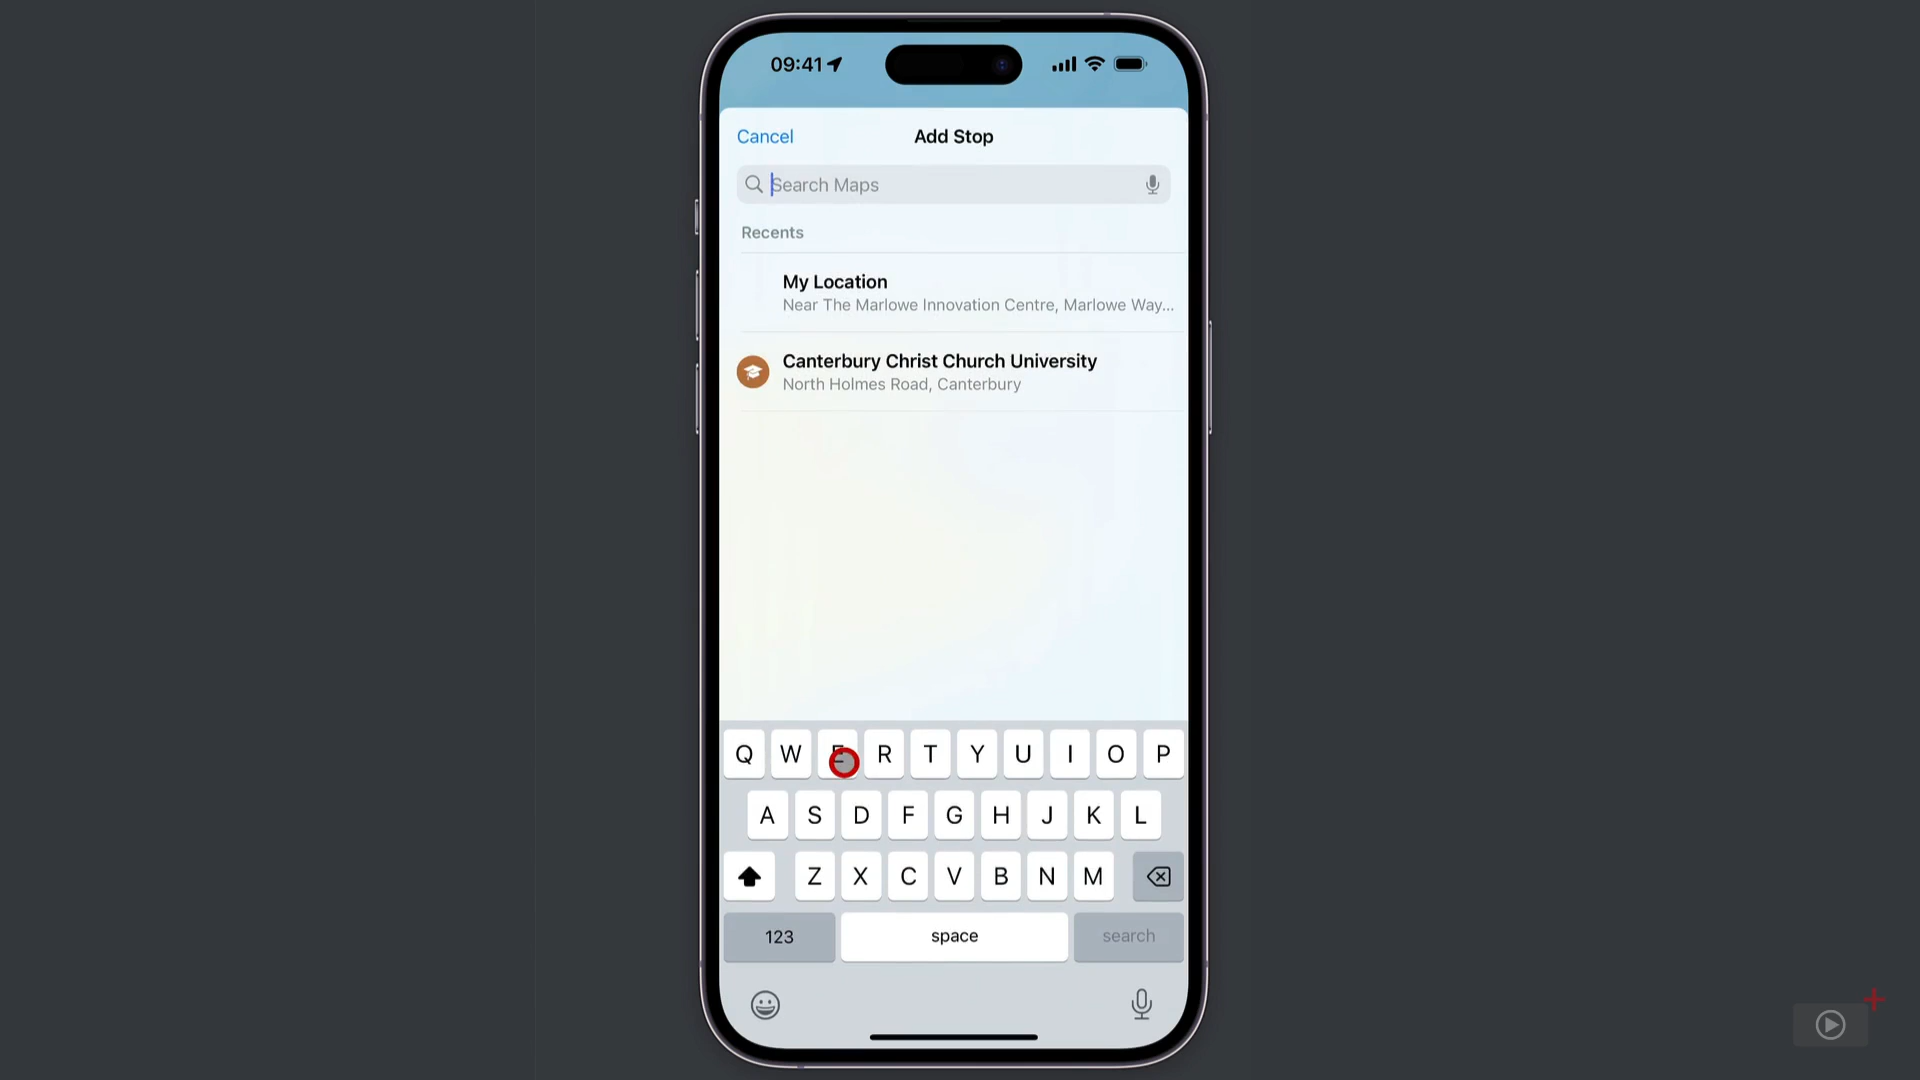 09:41
Cancel
Add Stop
Search Maps
Recents
My Location
Near The Marlowe Innovation Centre, Marlowe Way...
Canterbury Christ Church University
North Holmes Road, Canterbury
Q W E R T Y U I O P
A S D F G H J K L
Z X C V B N M
123 space search